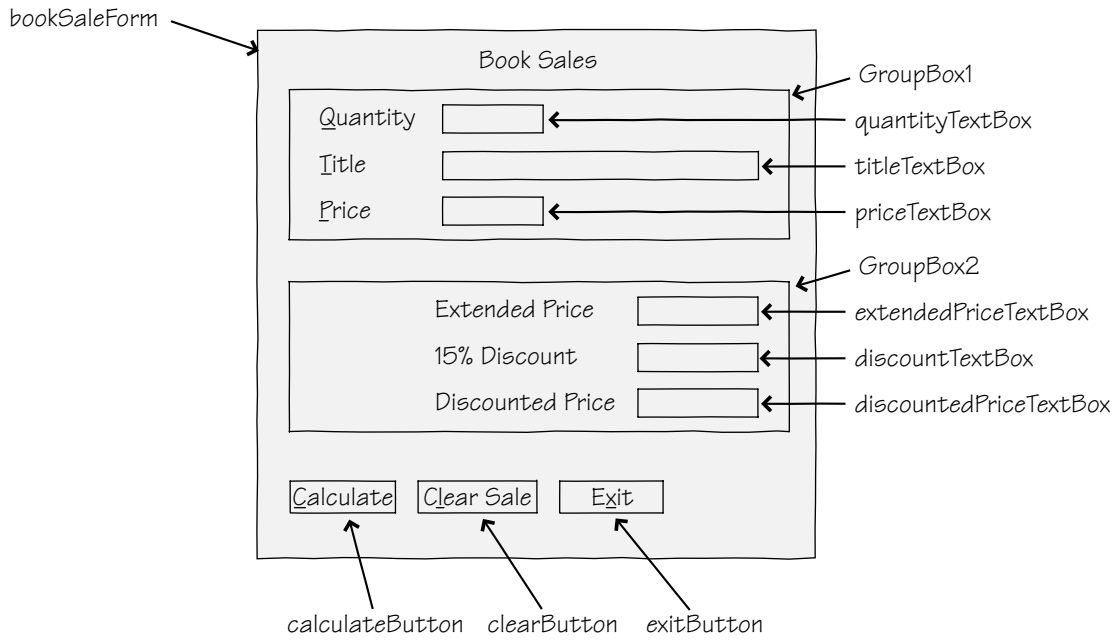 bookSaleForm
Book Sales
GroupBox1
Quantity
quantityTextBox
Title
titleTextBox
Price
priceTextBox
GroupBox2
Extended Price
extendedPriceTextBox
15% Discount
discountTextBox
Discounted Price
discountedPriceTextBox
Calculate Clear Sale Exit
calculateButton clearButton exitButton